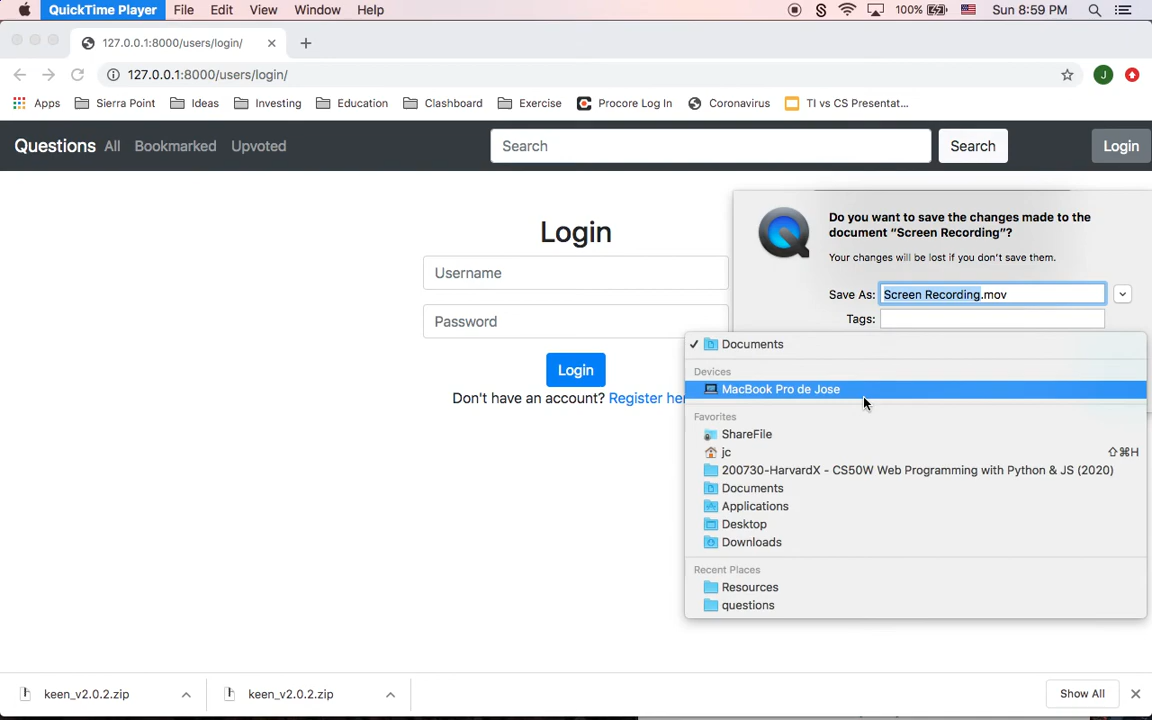 QuickTime Player File Edit View Window Help 100% Sun 8:59 PM
127.0.0.1:8000/users/login/
127.0.0.1:8000/users/login/ J
Apps Sierra Point Ideas Investing Education Clashboard Exercise Procore Log In Coronavirus TI vs CS Presentat...
Questions All Bookmarked Upvoted Search Search Login
Login
Username
Password
Login
Don't have an account? Register her
Do you want to save the changes made to the
document “Screen Recording”?
Your changes will be lost if you don't save them.
Save As: Screen Recording.mov
Tags:
✓ Documents
Devices
MacBook Pro de Jose
Favorites
ShareFile
jc ⇧⌘H
200730-HarvardX - CS50W Web Programming with Python & JS (2020)
Documents
Applications
Desktop
Downloads
Recent Places
Resources
questions
keen_v2.0.2.zip keen_v2.0.2.zip Show All